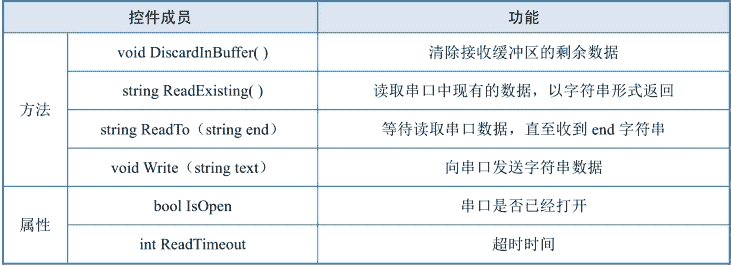 控件成员 功能
方法
void DiscardInBuffer( ) 清除接收缓冲区的剩余数据
string ReadExisting( ) 读取串口中现有的数据，以字符串形式返回
string ReadTo（string end） 等待读取串口数据，直至收到 end 字符串
void Write（string text） 向串口发送字符串数据
属性
bool IsOpen 串口是否已经打开
int ReadTimeout 超时时间